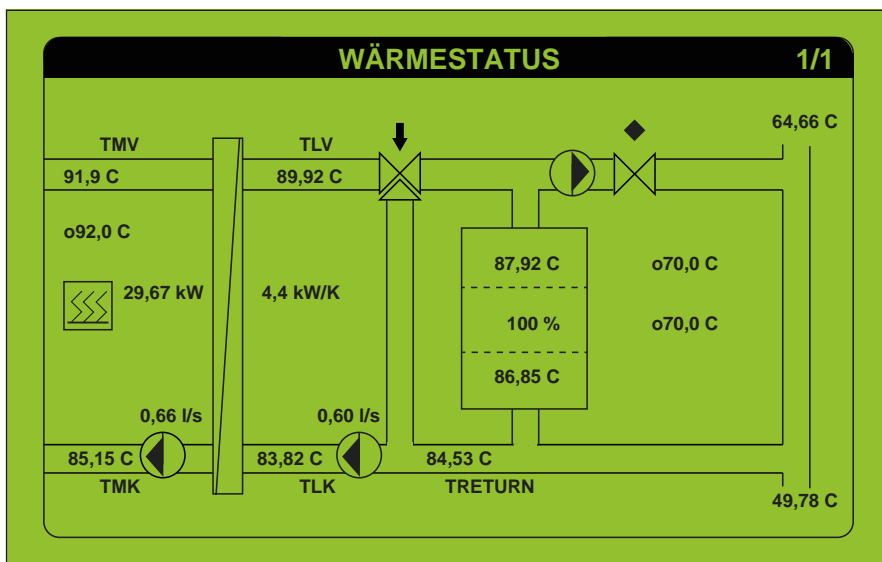 WÄRMESTATUS 1/1
64,66 C
TMV TLV
91,9 C 89,92 C
o92,0 C
87,92 C o70,0 C
29,67 kW 4,4 kW/K
100 % o70,0 C
86,85 C
0,66 l/s 0,60 l/s
85,15 C 83,82 C 84,53 C
TMK TLK TRETURN
49,78 C